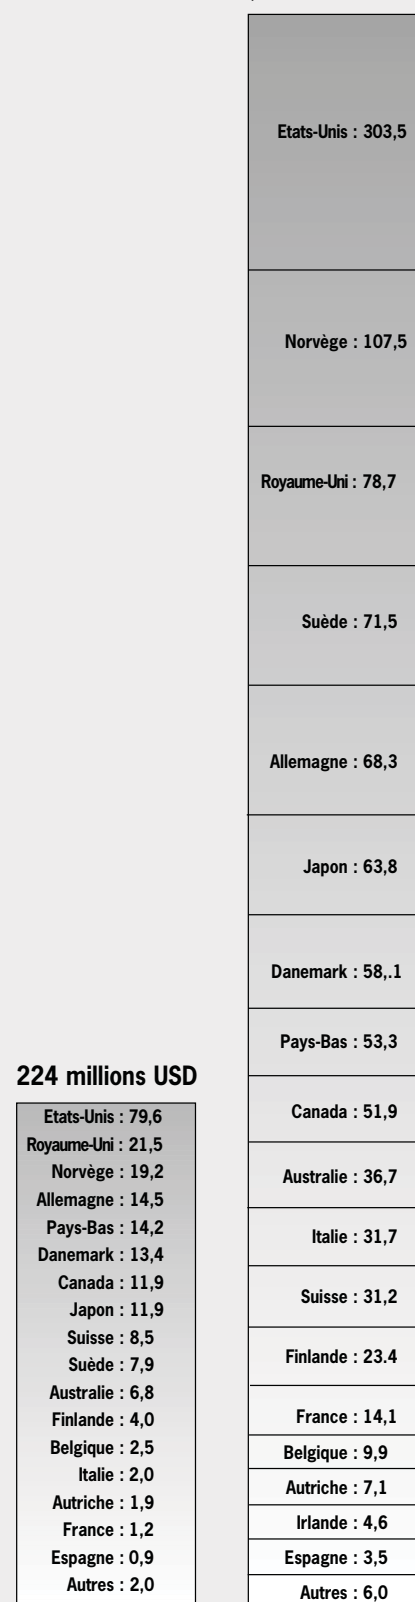 224 millions USD
Etats-Unis : 79,6
Royaume-Uni : 21,5
Norvège : 19,2
Allemagne : 14,5
Pays-Bas : 14,2
Danemark : 13,4
Canada : 11,9
Japon : 11,9
Suisse : 8,5
Suède : 7,9
Australie : 6,8
Finlande : 4,0
Belgique : 2,5
Italie : 2,0
Autriche : 1,9
France : 1,2
Espagne : 0,9
Autres : 2,0
Etats-Unis : 303,5
Norvège : 107,5
Royaume-Uni : 78,7
Suède : 71,5
Allemagne : 68,3
Japon : 63,8
Danemark : 58,.1
Pays-Bas : 53,3
Canada : 51,9
Australie : 36,7
Italie : 31,7
Suisse : 31,2
Finlande : 23.4
France : 14,1
Belgique : 9,9
Autriche : 7,1
Irlande : 4,6
Espagne : 3,5
Autres : 6,0